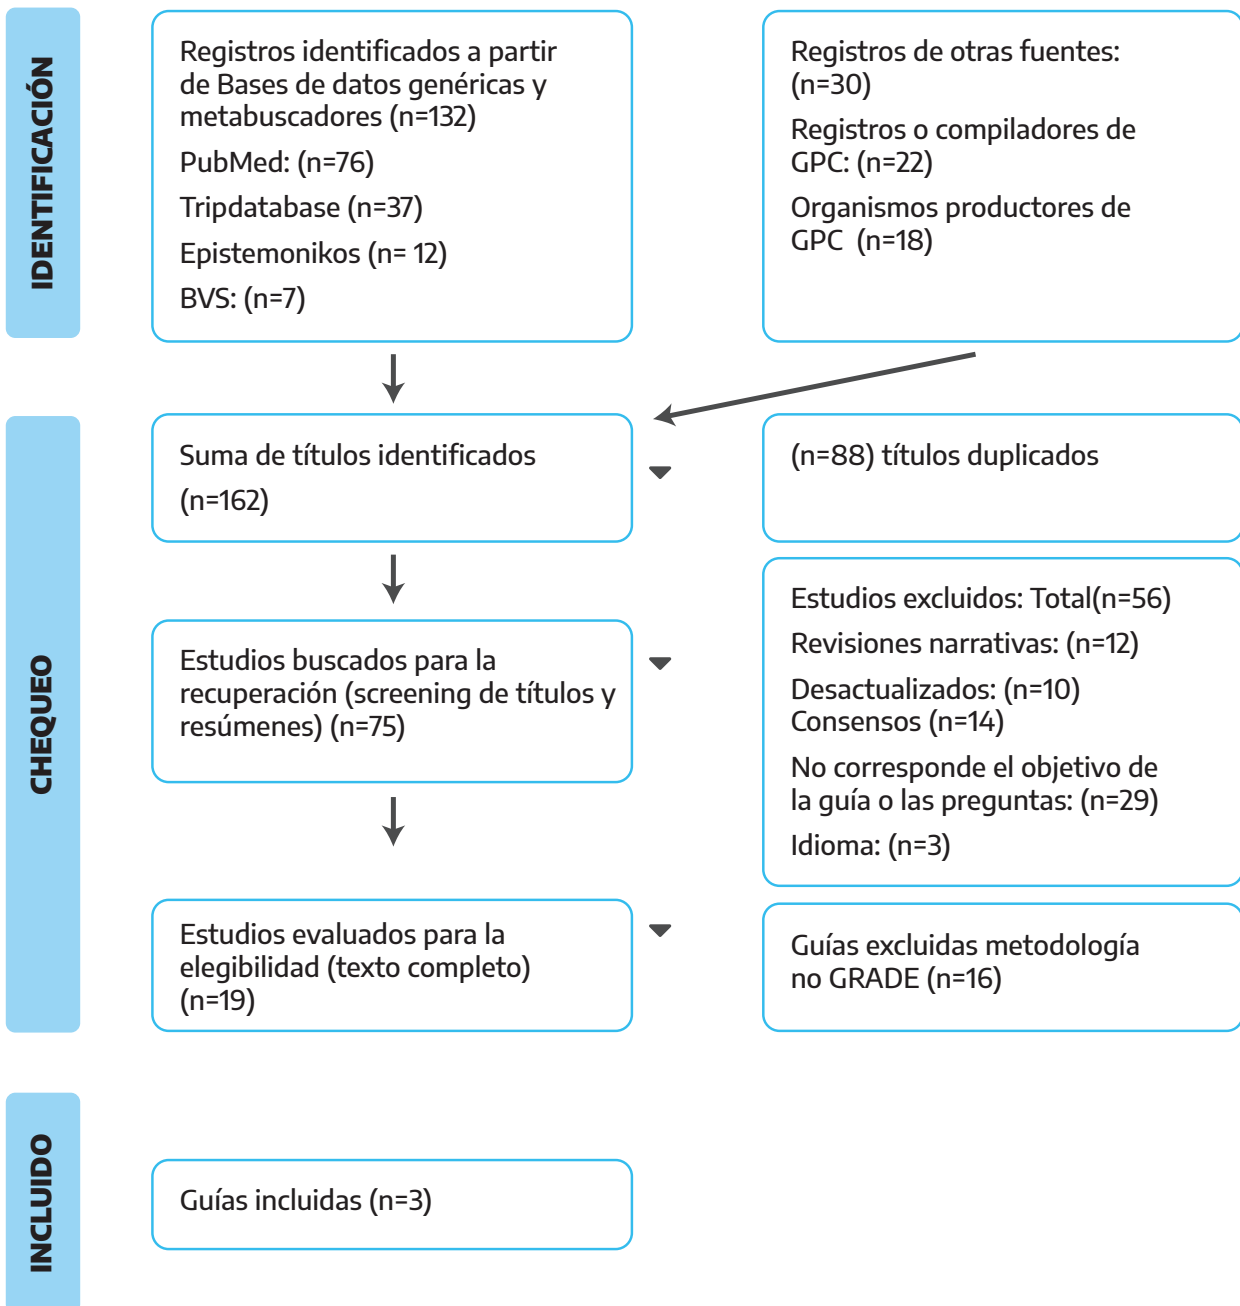 IDENTIFICACIÓN
Registros identificados a partir
de Bases de datos genéricas y
metabuscadores (n=132)
PubMed: (n=76)
Tripdatabase (n=37)
Epistemonikos (n= 12)
BVS: (n=7)
Registros de otras fuentes:
(n=30)
Registros o compiladores de
GPC: (n=22)
Organismos productores de
GPC (n=18)
CHEQUEO
Suma de títulos identificados
(n=162)
(n=88) títulos duplicados
Estudios buscados para la
recuperación (screening de títulos y
resúmenes) (n=75)
Estudios excluidos: Total(n=56)
Revisiones narrativas: (n=12)
Desactualizados: (n=10)
Consensos (n=14)
No corresponde el objetivo de
la guía o las preguntas: (n=29)
Idioma: (n=3)
Estudios evaluados para la
elegibilidad (texto completo)
(n=19)
Guías excluidas metodología
no GRADE (n=16)
INCLUIDO
Guías incluidas (n=3)